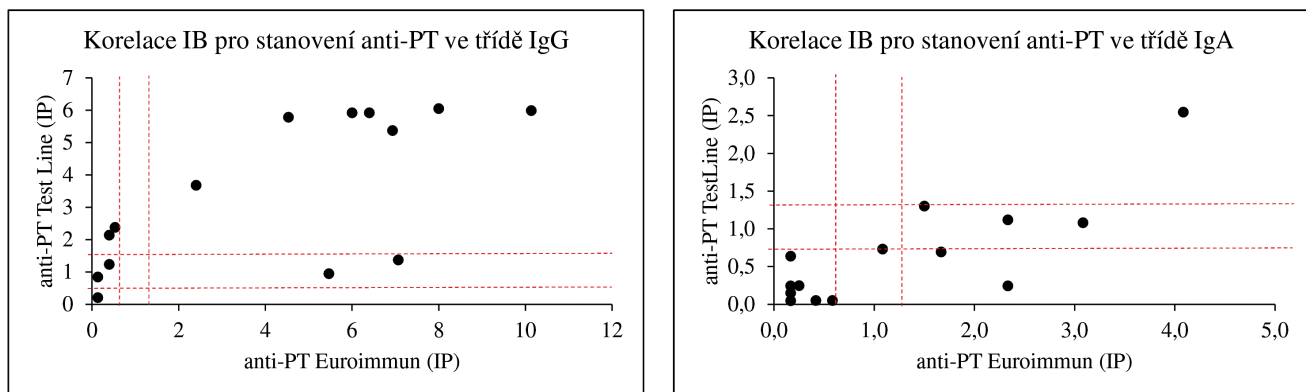 Korelace IB pro stanovení anti-PT ve třídě IgG
anti-PT Test Line (IP)
7
6
5
4
3
2
1
0
0 2 4 6 8 10 12
anti-PT Euroimmun (IP)
Korelace IB pro stanovení anti-PT ve třídě IgA
anti-PT TestLine (IP)
3,0
2,5
2,0
1,5
1,0
0,5
0,0
0,0 1,0 2,0 3,0 4,0 5,0
anti-PT Euroimmun (IP)